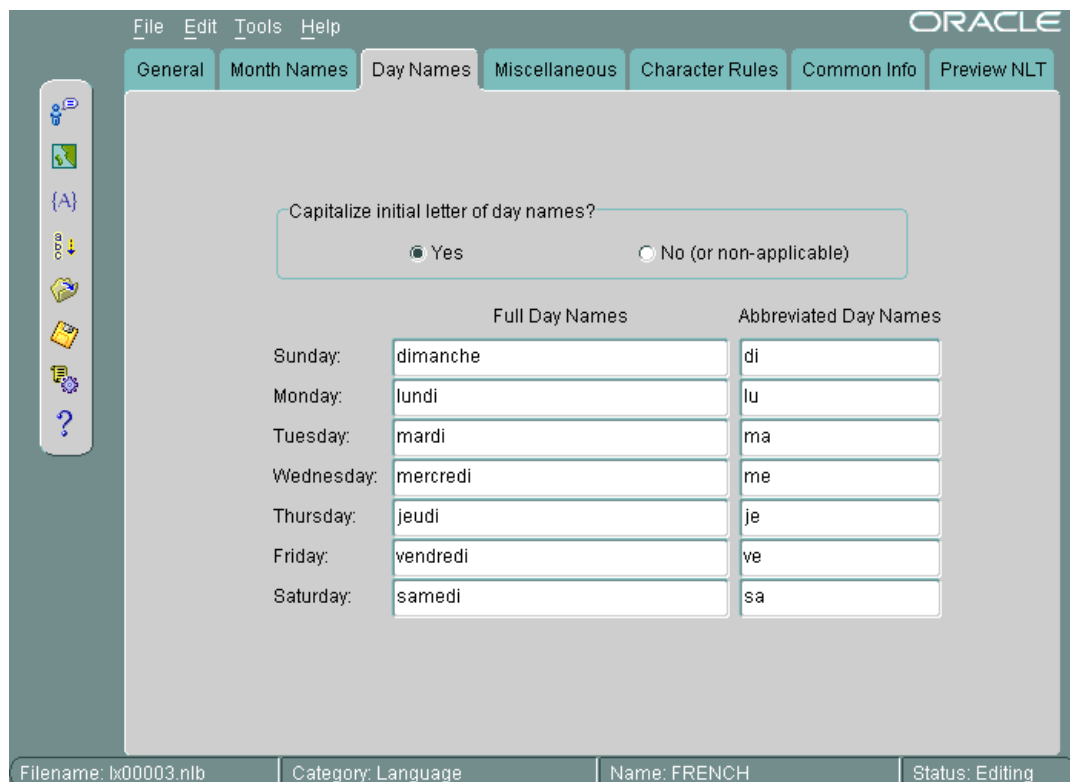 File Edit Tools Help ORACLE
General Month Names Day Names Miscellaneous Character Rules Common Info Preview NLT
{A}
a
b
c
Capitalize initial letter of day names?
Yes No (or non-applicable)
Full Day Names Abbreviated Day Names
Sunday: dimanche di
Monday: lundi lu
Tuesday: mardi ma
Wednesday: mercredi me
Thursday: jeudi je
Friday: vendredi ve
Saturday: samedi sa
?
Filename: lx00003.nlb Category: Language Name: FRENCH Status: Editing